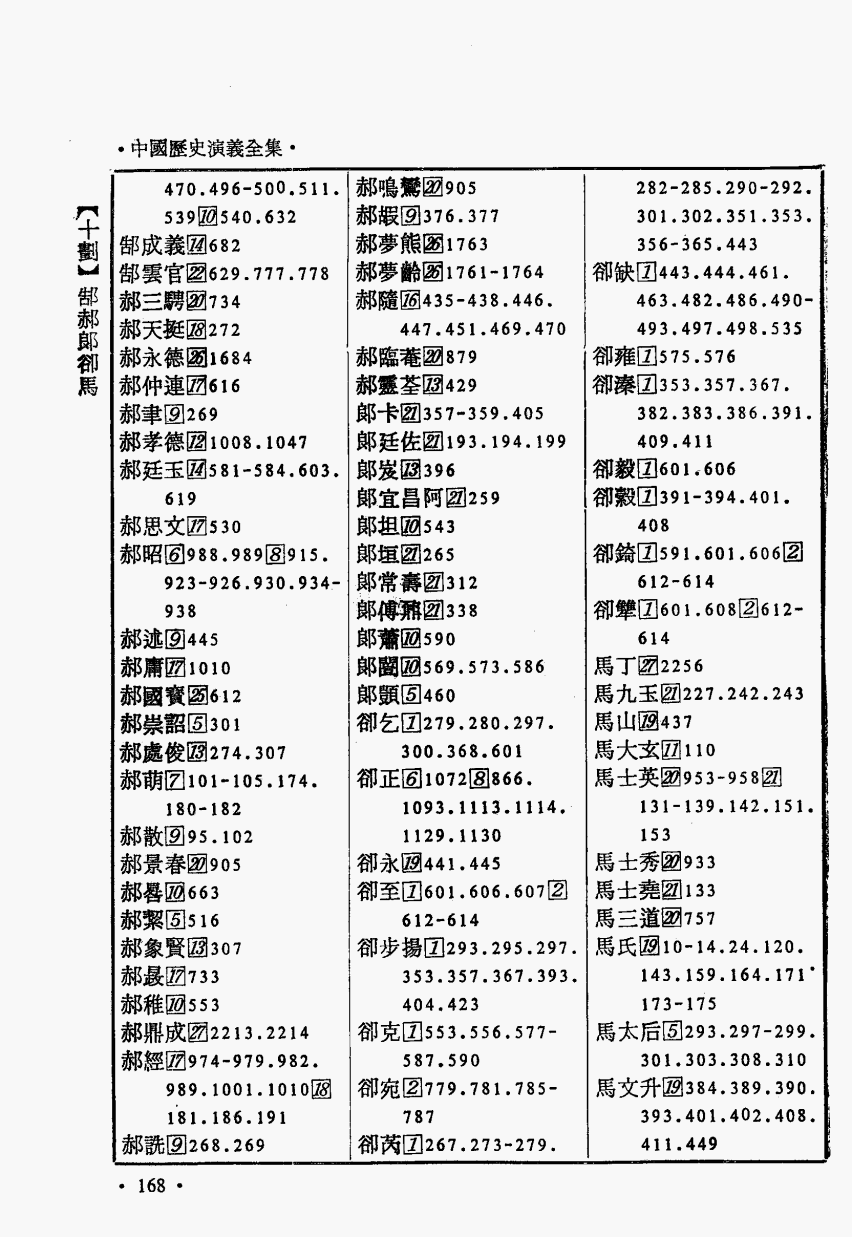 ·中國歷史演義全集·
【十劃】郜郝郎郤馬
470.496-500.511.
539⑩540.632
郜成義⑭682
郜雲官㉒629.777.778
郝三騁⑳734
郝天挺⑱272
郝永德㉖1684
郝仲連⑰616
郝聿⑨269
郝孝德⑫1008.1047
郝廷玉⑭581-584.603.
619
郝思文⑰530
郝昭⑥988.989⑧915.
923-926.930.934-
938
郝述⑨445
郝庸⑰1010
郝國寶㉕612
郝崇韶⑤301
郝處俊⑬274.307
郝萌⑦101-105.174.
180-182
郝散⑨95.102
郝景春⑳905
郝晷⑩663
郝絜⑤516
郝象賢⑬307
郝晸⑰733
郝稚⑩553
郝鼎成㉗2213.2214
郝經⑰974-979.982.
989.1001.1010⑱
181.186.191
郝詵⑨268.269
郝鳴鸞⑳905
郝嘏⑨376.377
郝夢熊㉖1763
郝夢齡㉖1761-1764
郝隨⑯435-438.446.
447.451.469.470
郝臨菴⑳879
郝靈荃⑬429
郎卡㉑357-359.405
郎廷佐㉑193.194.199
郎岌⑬396
郎宜昌阿㉑259
郎坦⑩543
郎垣㉑265
郎常壽㉑312
郎傅㉑338
郎蕭⑩590
郎闓⑩569.573.586
郎顗⑤460
郤乞①279.280.297.
300.368.601
郤正⑥1072⑧866.
1093.1113.1114.
1129.1130
郤永⑲441.445
郤至①601.606.607②
612-614
郤步揚①293.295.297.
353.357.367.393.
404.423
郤克①553.556.577-
587.590
郤宛②779.781.785-
787
郤芮①267.273-279.
282-285.290-292.
301.302.351.353.
356-365.443
郤缺①443.444.461.
463.482.486.490-
493.497.498.535
郤雍①575.576
郤溱①353.357.367.
382.383.386.391.
409.411
郤毅①601.606
郤縠①391-394.401.
408
郤錡①591.601.606②
612-614
郤犨①601.608②612-
614
馬丁㉗2256
馬九玉㉑227.242.243
馬山⑲437
馬大玄⑪110
馬士英⑳953-958㉑
131-139.142.151.
153
馬士秀⑳933
馬士堯㉑133
馬三道⑳757
馬氏⑲10-14.24.120.
143.159.164.171.
173-175
馬太后⑤293.297-299.
301.303.308.310
馬文升⑲384.389.390.
393.401.402.408.
411.449
·168·